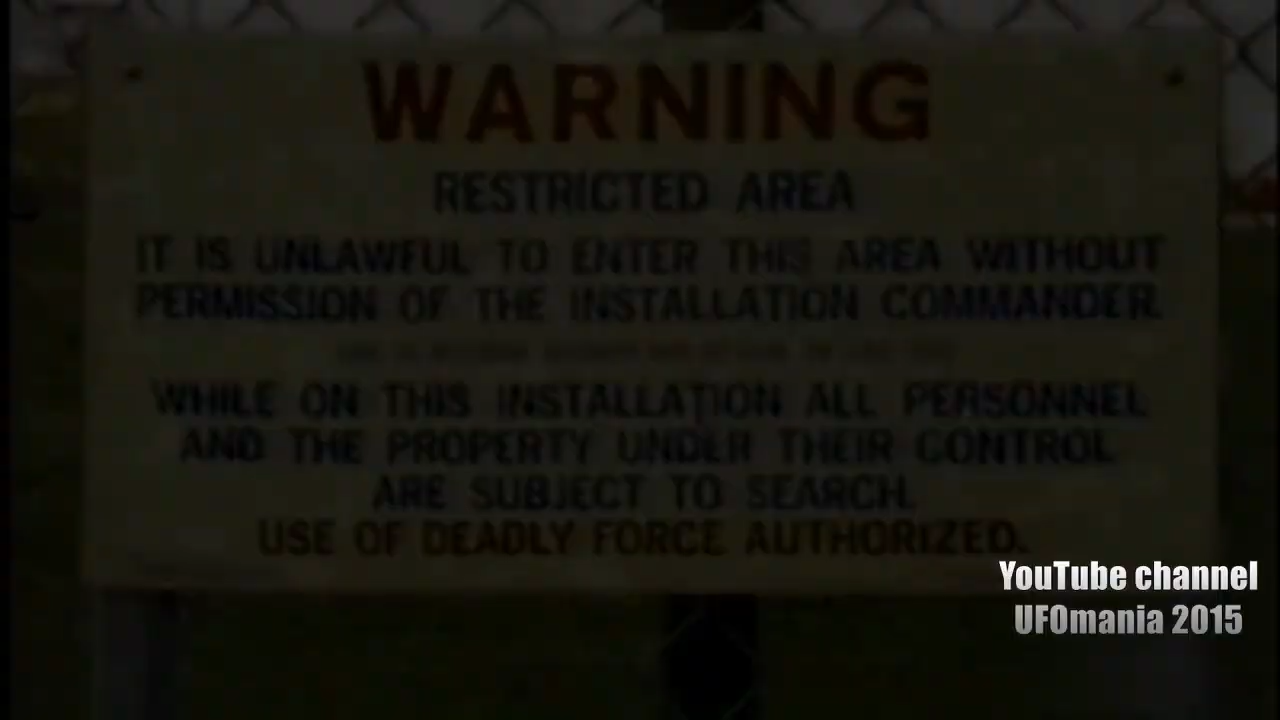 WARNING
RESTRICTED AREA
IT IS UNLAWFUL TO ENTER THIS AREA WITHOUT
PERMISSION OF THE INSTALLATION COMMANDER.
WHILE ON THIS INSTALLATION ALL PERSONNEL
AND THE PROPERTY UNDER THEIR CONTROL
ARE SUBJECT TO SEARCH.
USE OF DEADLY FORCE AUTHORIZED.
YouTube channel
UFOmania 2015